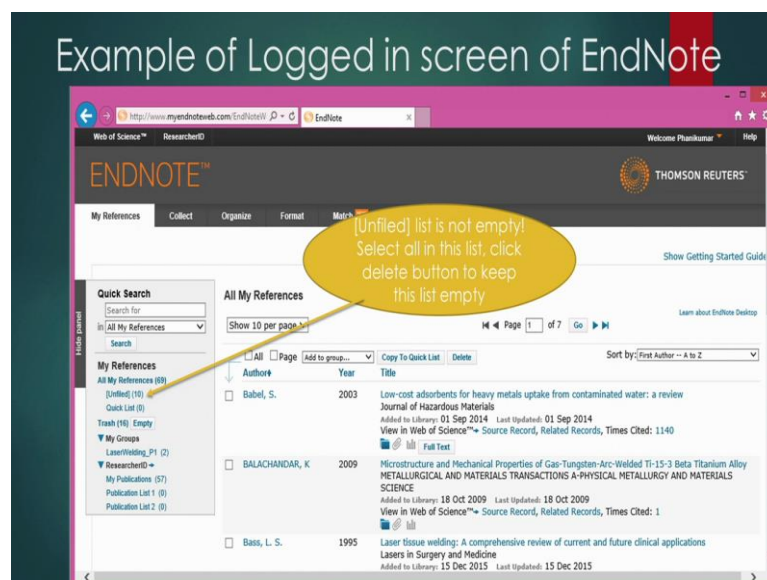 Example of Logged in screen of EndNote
http://www.myendnoteweb.com/EndNoteW
EndNote
Web of Science™ ResearcherID
Welcome Phanikumar Help
ENDNOTE™
THOMSON REUTERS
My References Collect Organize Format Match
[Unfiled] list is not empty!
Select all in this list, click
delete button to keep
this list empty
Show Getting Started Guide
Hide panel
Quick Search
Search for
in All My References
Search
My References
All My References (69)
[Unfiled] (10)
Quick List (0)
Trash (16) Empty
My Groups
LaserWelding_P1 (2)
ResearcherID
My Publications (57)
Publication List 1 (0)
Publication List 2 (0)
All My References
Show 10 per page
Page 1 of 7 Go
Learn about EndNote Desktop
All Page Add to group... Copy To Quick List Delete
Sort by: First Author -- A to Z
Author Year Title
Babel, S. 2003 Low-cost adsorbents for heavy metals uptake from contaminated water: a review
Journal of Hazardous Materials
Added to Library: 01 Sep 2014 Last Updated: 01 Sep 2014
View in Web of Science™ Source Record, Related Records, Times Cited: 1140
Full Text
BALACHANDAR, K 2009 Microstructure and Mechanical Properties of Gas-Tungsten-Arc-Welded Ti-15-3 Beta Titanium Alloy
METALLURGICAL AND MATERIALS TRANSACTIONS A-PHYSICAL METALLURGY AND MATERIALS
SCIENCE
Added to Library: 18 Oct 2009 Last Updated: 18 Oct 2009
View in Web of Science™ Source Record, Related Records, Times Cited: 1
Bass, L. S. 1995 Laser tissue welding: A comprehensive review of current and future clinical applications
Lasers in Surgery and Medicine
Added to Library: 15 Dec 2015 Last Updated: 15 Dec 2015